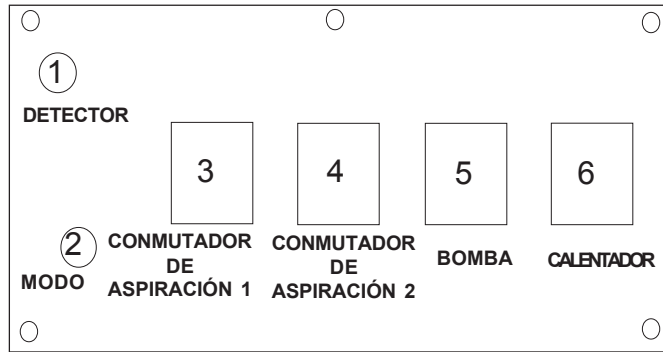 1
DETECTOR
3
4
5
6
2
MODO
CONMUTADOR
DE
ASPIRACIÓN 1
CONMUTADOR
DE
ASPIRACIÓN 2
BOMBA
CALENTADOR